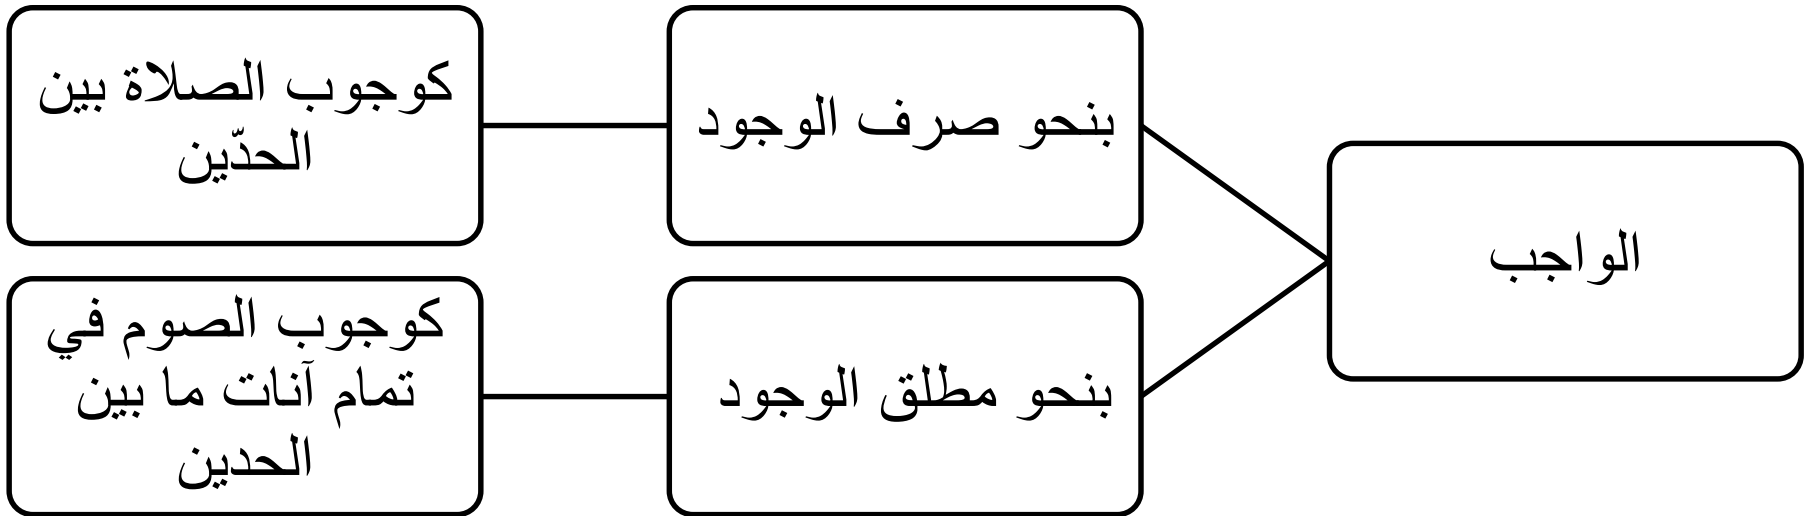 الواجب
بنحو صرف الوجود
كوجوب الصلاة بين
الحدّين
بنحو مطلق الوجود
كوجوب الصوم في
تمام آنات ما بين
الحدين